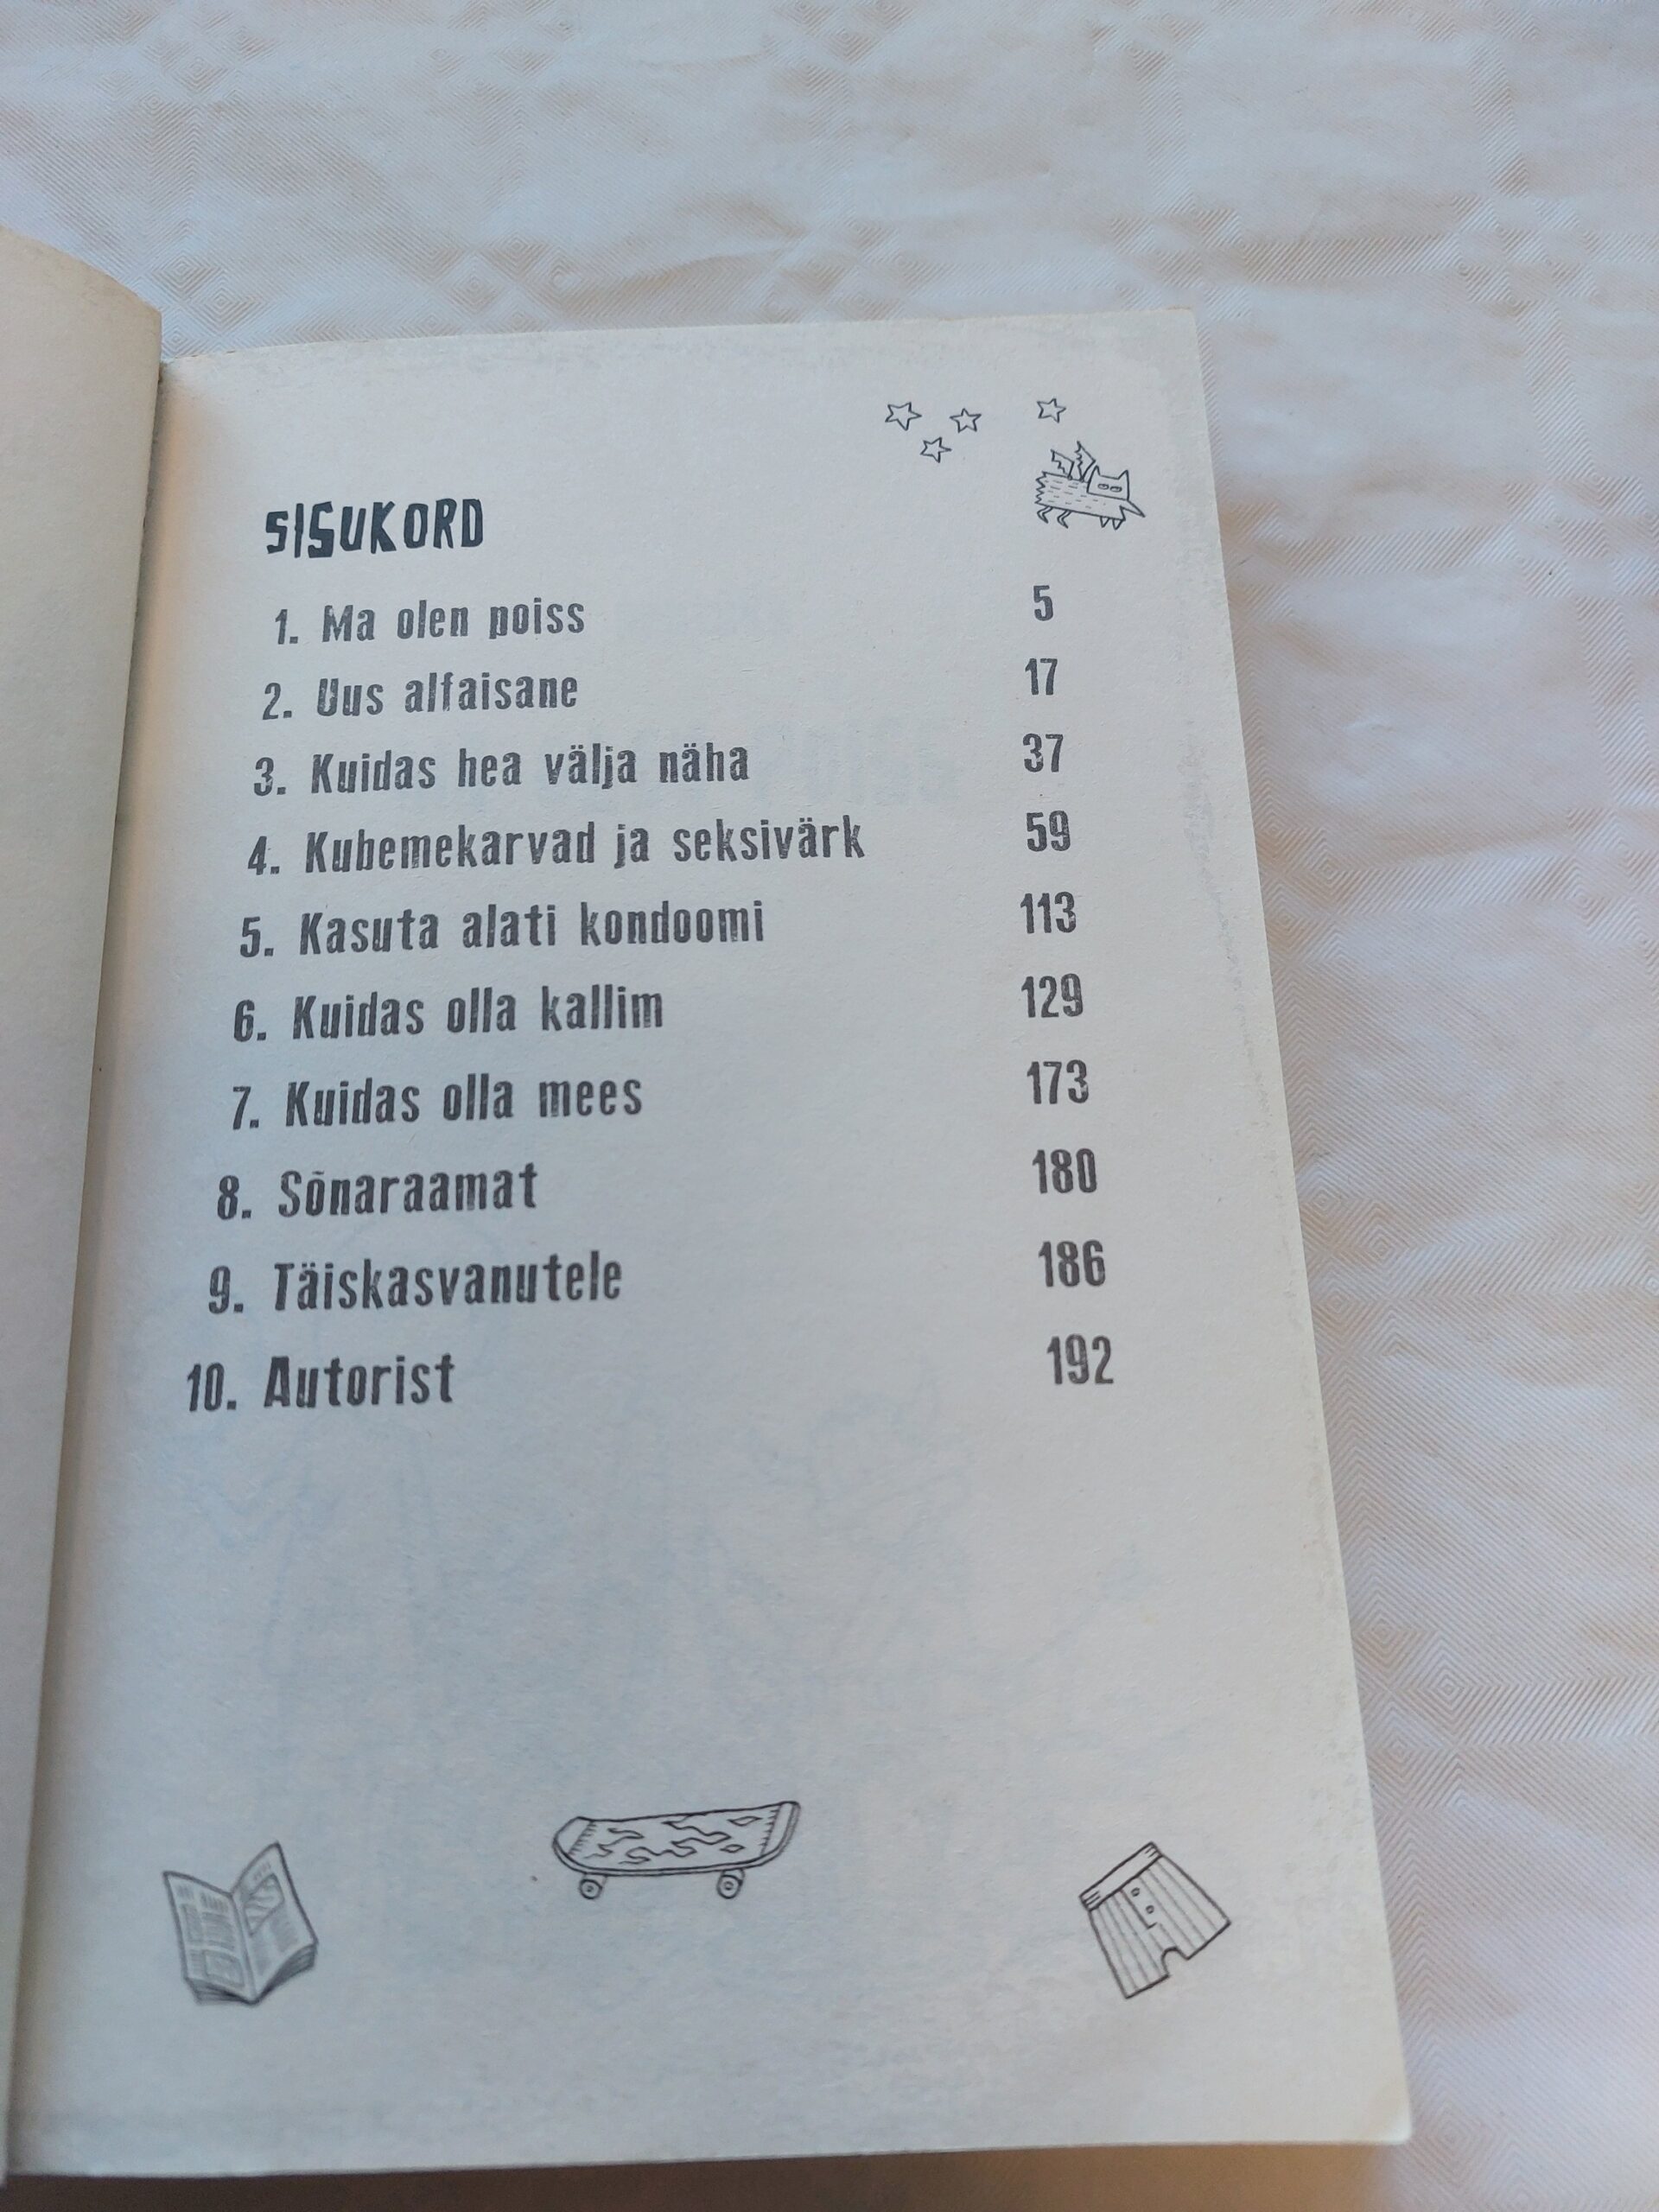 SISUKORD
1. Ma olen poiss 5
2. Uus alfaisane 17
3. Kuidas hea välja näha 37
4. Kubemekarvad ja seksivärk 59
5. Kasuta alati kondoomi 113
6. Kuidas olla kallim 129
7. Kuidas olla mees 173
8. Sõnaraamat 180
9. Täiskasvanutele 186
10. Autorist 192